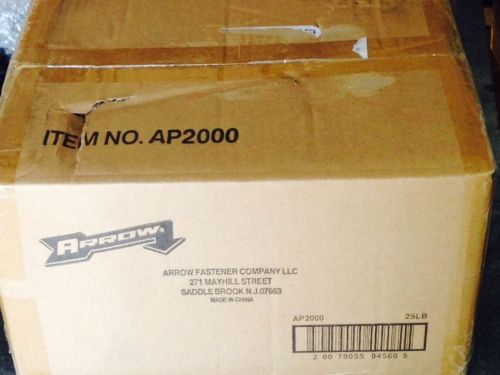 ITEM NO. AP2000
ARROW
ARROW FASTENER COMPANY LLC
271 MAYHILL STREET
SADDLE BROOK N.J.07663
MADE IN CHINA
AP2000 25LB
2 00 79055 04560 5